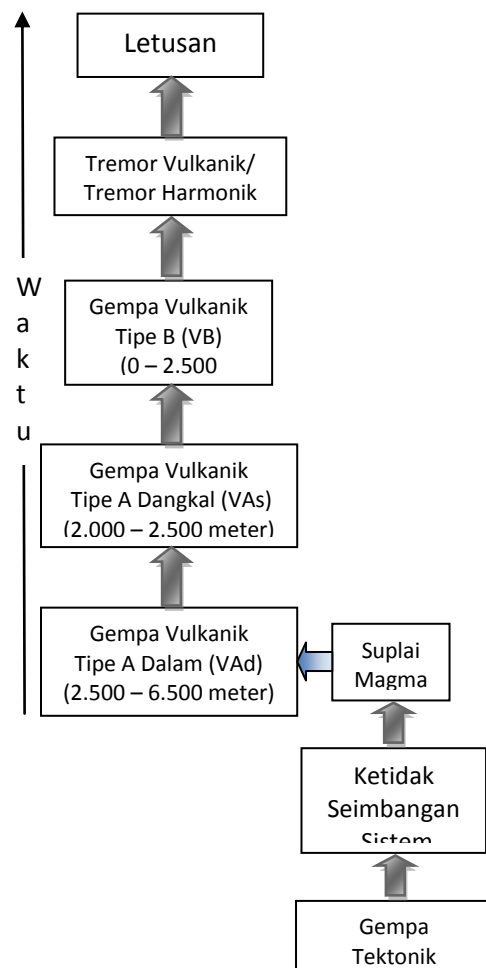 Letusan
Tremor Vulkanik/
Tremor Harmonik
W
a
k
t
u
Gempa Vulkanik
Tipe B (VB)
(0 – 2.500
Gempa Vulkanik
Tipe A Dangkal (VAs)
(2.000 – 2.500 meter)
Gempa Vulkanik
Tipe A Dalam (VAd)
(2.500 – 6.500 meter)
Suplai
Magma
Ketidak
Seimbangan
Sistem
Gempa
Tektonik